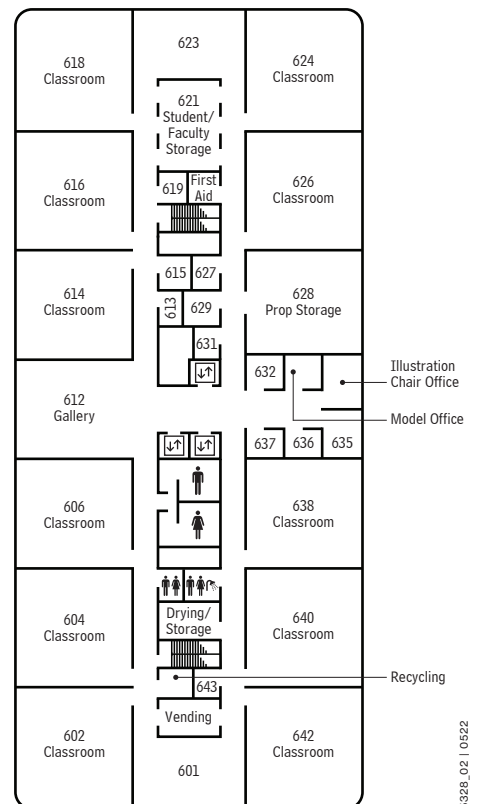 618
Classroom
623
624
Classroom
621
Student/
Faculty
Storage
616
Classroom
619
First
Aid
626
Classroom
614
Classroom
615
627
613
629
628
Prop Storage
631
632
Illustration
Chair Office
612
Gallery
Model Office
637
636
635
606
Classroom
638
Classroom
604
Classroom
Drying/
Storage
640
Classroom
643
Recycling
602
Classroom
Vending
642
Classroom
601
328_02 | 0522